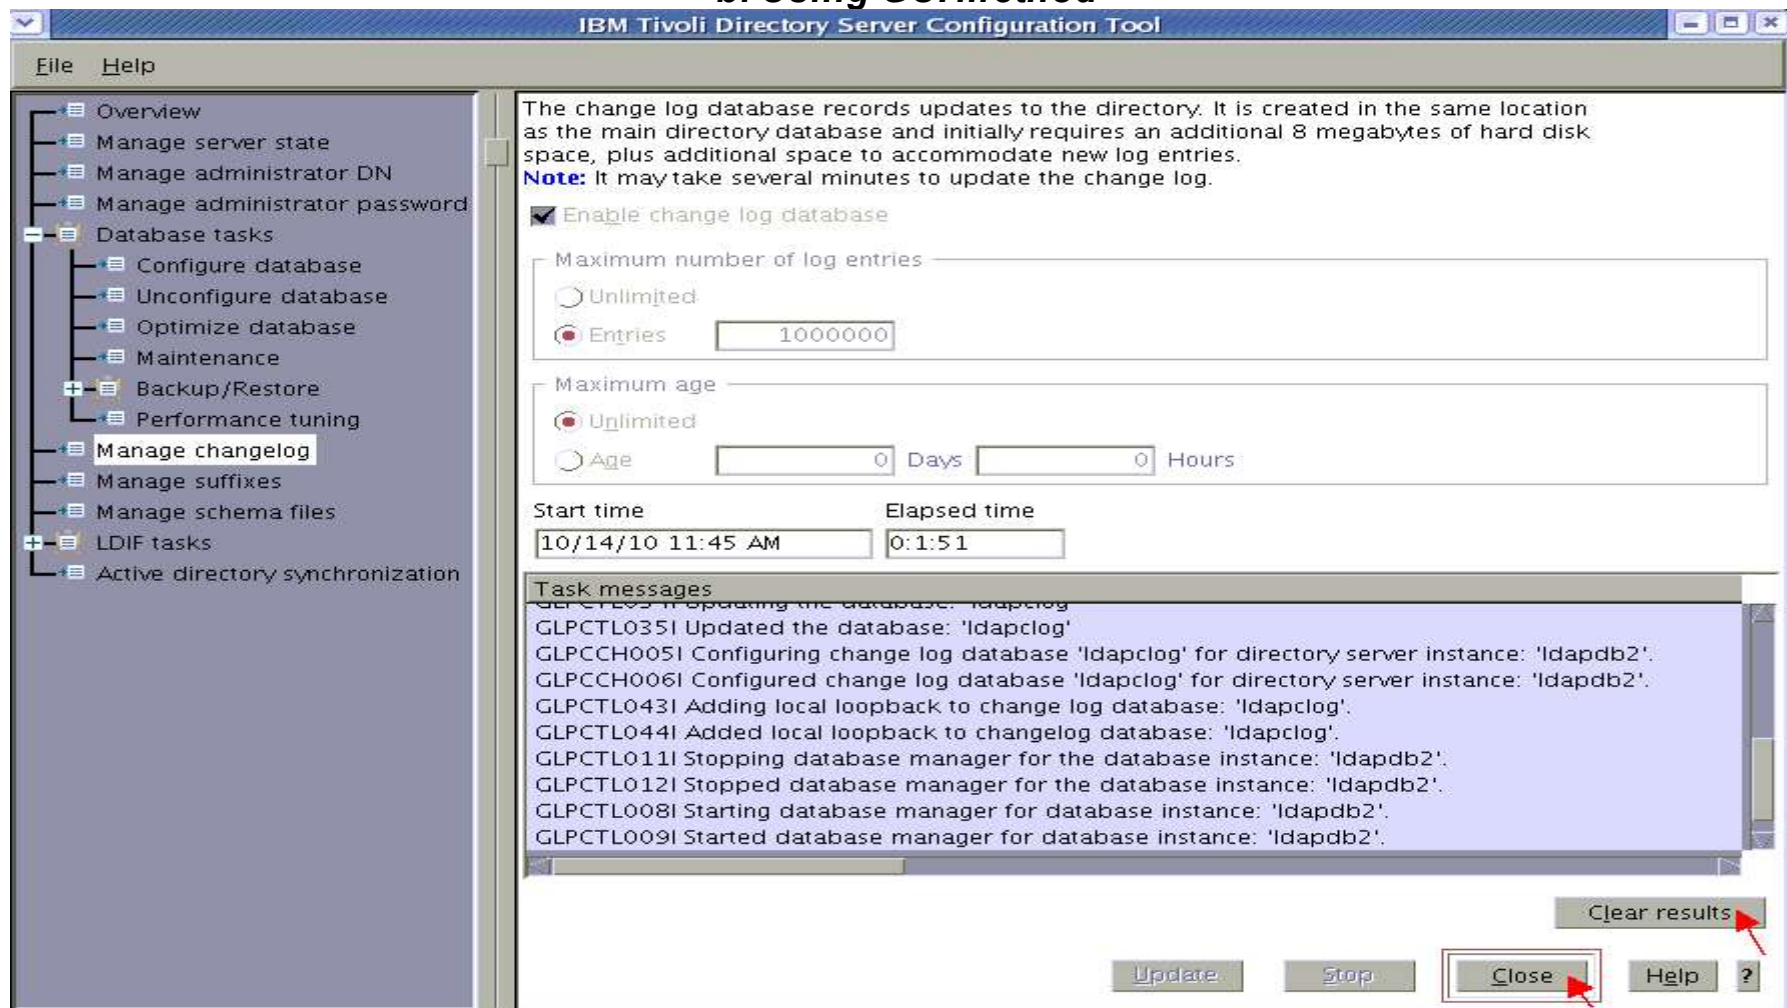 b. Using GUI method
IBM Tivoli Directory Server Configuration Tool
File Help
Overview
Manage server state
Manage administrator DN
Manage administrator password
Database tasks
Configure database
Unconfigure database
Optimize database
Maintenance
Backup/Restore
Performance tuning
Manage changelog
Manage suffixes
Manage schema files
LDIF tasks
Active directory synchronization
The change log database records updates to the directory. It is created in the same location
as the main directory database and initially requires an additional 8 megabytes of hard disk
space, plus additional space to accommodate new log entries.
Note: It may take several minutes to update the change log.
Enable change log database
Maximum number of log entries
Unlimited
Entries 1000000
Maximum age
Unlimited
Age 0 Days 0 Hours
Start time Elapsed time
10/14/10 11:45 AM 0:1:51
Task messages
Updating the database: 'ldapclog'
GLPCTL035I Updated the database: 'ldapclog'
GLPCCH005I Configuring change log database 'ldapclog' for directory server instance: 'ldapdb2'.
GLPCCH006I Configured change log database 'ldapclog' for directory server instance: 'ldapdb2'.
GLPCTL043I Adding local loopback to change log database: 'ldapclog'.
GLPCTL044I Added local loopback to changelog database: 'ldapclog'.
GLPCTL011I Stopping database manager for the database instance: 'ldapdb2'.
GLPCTL012I Stopped database manager for the database instance: 'ldapdb2'.
GLPCTL008I Starting database manager for database instance: 'ldapdb2'.
GLPCTL009I Started database manager for database instance: 'ldapdb2'.
Clear results
Update Stop Close Help ?